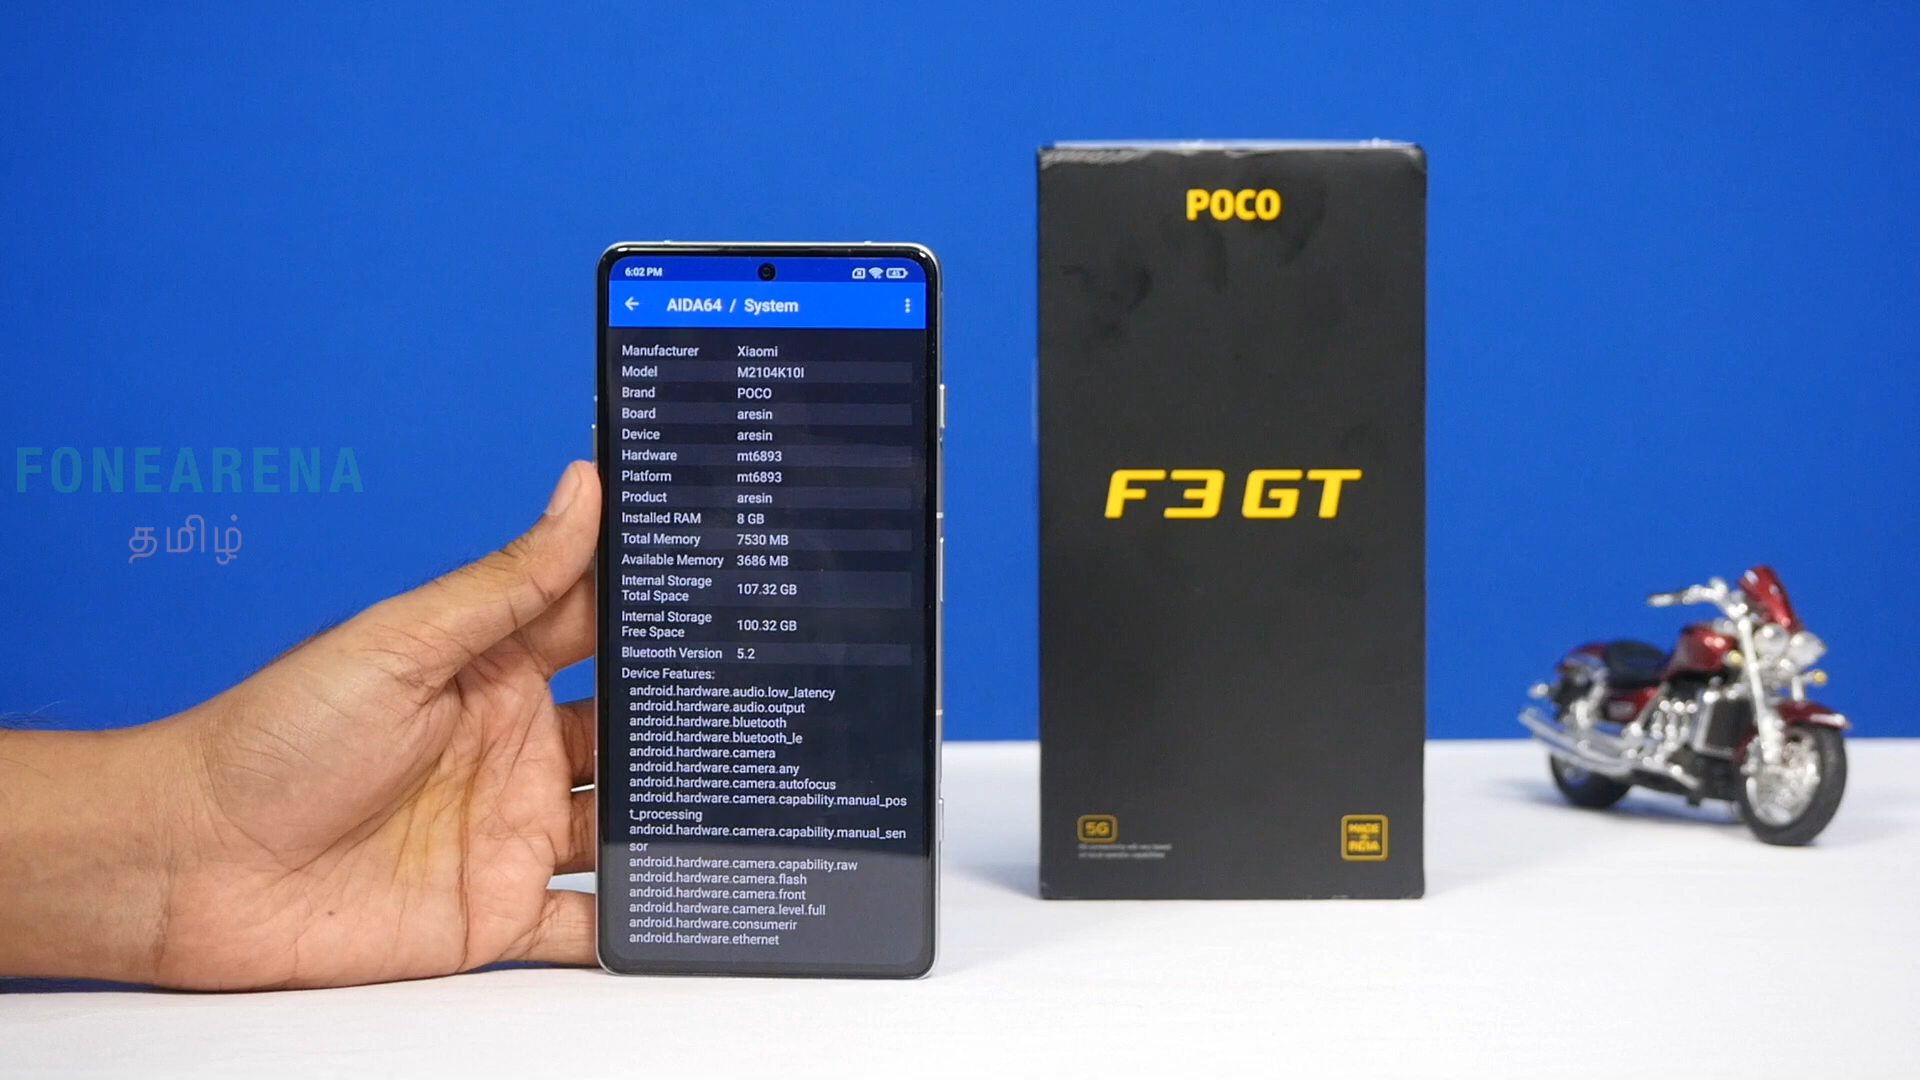 FONEARENA
தமிழ்
6:02 PM
AIDA64 / System
Manufacturer Xiaomi
Model M2104K10I
Brand POCO
Board aresin
Device aresin
Hardware mt6893
Platform mt6893
Product aresin
Installed RAM 8 GB
Total Memory 7530 MB
Available Memory 3686 MB
Internal Storage
Total Space 107.32 GB
Internal Storage
Free Space 100.32 GB
Bluetooth Version 5.2
Device Features:
android.hardware.audio.low_latency
android.hardware.audio.output
android.hardware.bluetooth
android.hardware.bluetooth_le
android.hardware.camera
android.hardware.camera.any
android.hardware.camera.autofocus
android.hardware.camera.capability.manual_pos
t_processing
android.hardware.camera.capability.manual_sen
sor
android.hardware.camera.capability.raw
android.hardware.camera.flash
android.hardware.camera.front
android.hardware.camera.level.full
android.hardware.consumerir
android.hardware.ethernet
POCO
F3 GT
5G
MADE
INDIA